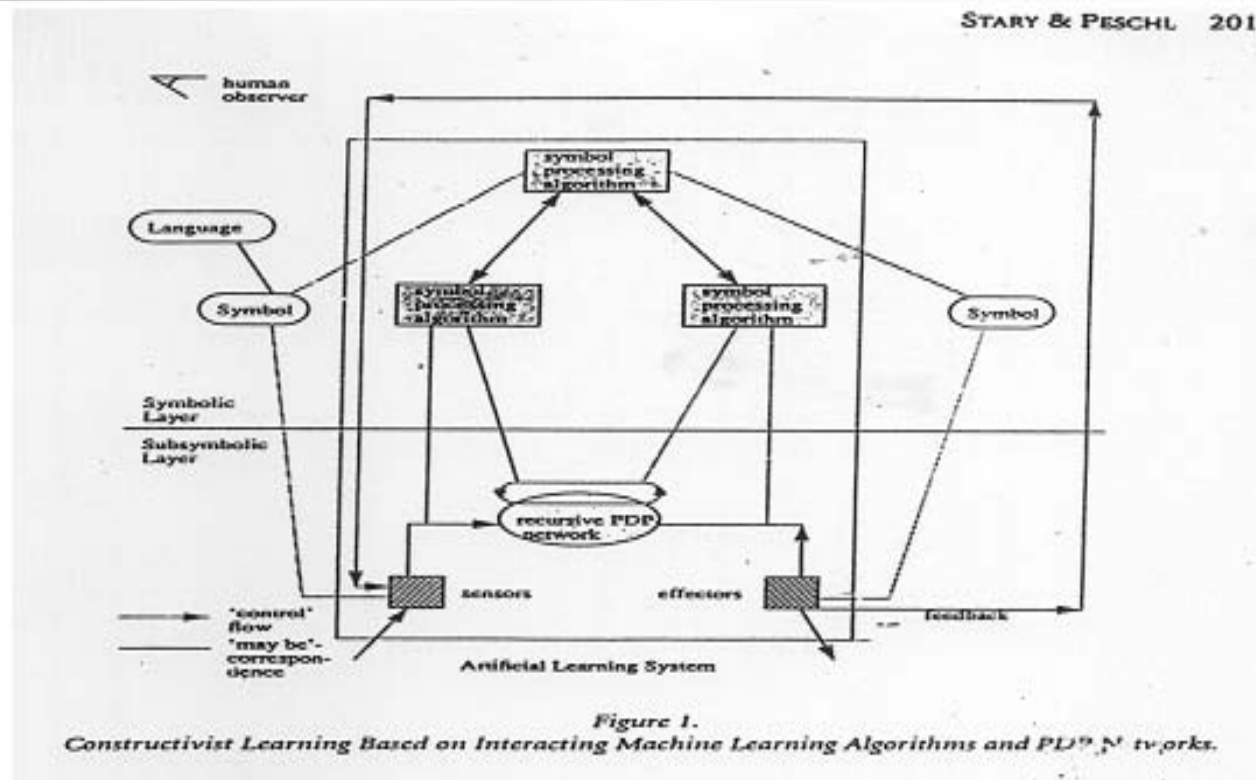 STARY & PESCHL 201
human
observer
symbol
processing
algorithm
Language
Symbol
symbol
processing
algorithm
symbol
processing
algorithm
Symbol
Symbolic
Layer
Subsymbolic
Layer
recursive PDP
network
sensors
effectors
feedback
"control"
flow
"may be"-
correspon-
dence
Artificial Learning System
Figure 1.
Constructivist Learning Based on Interacting Machine Learning Algorithms and